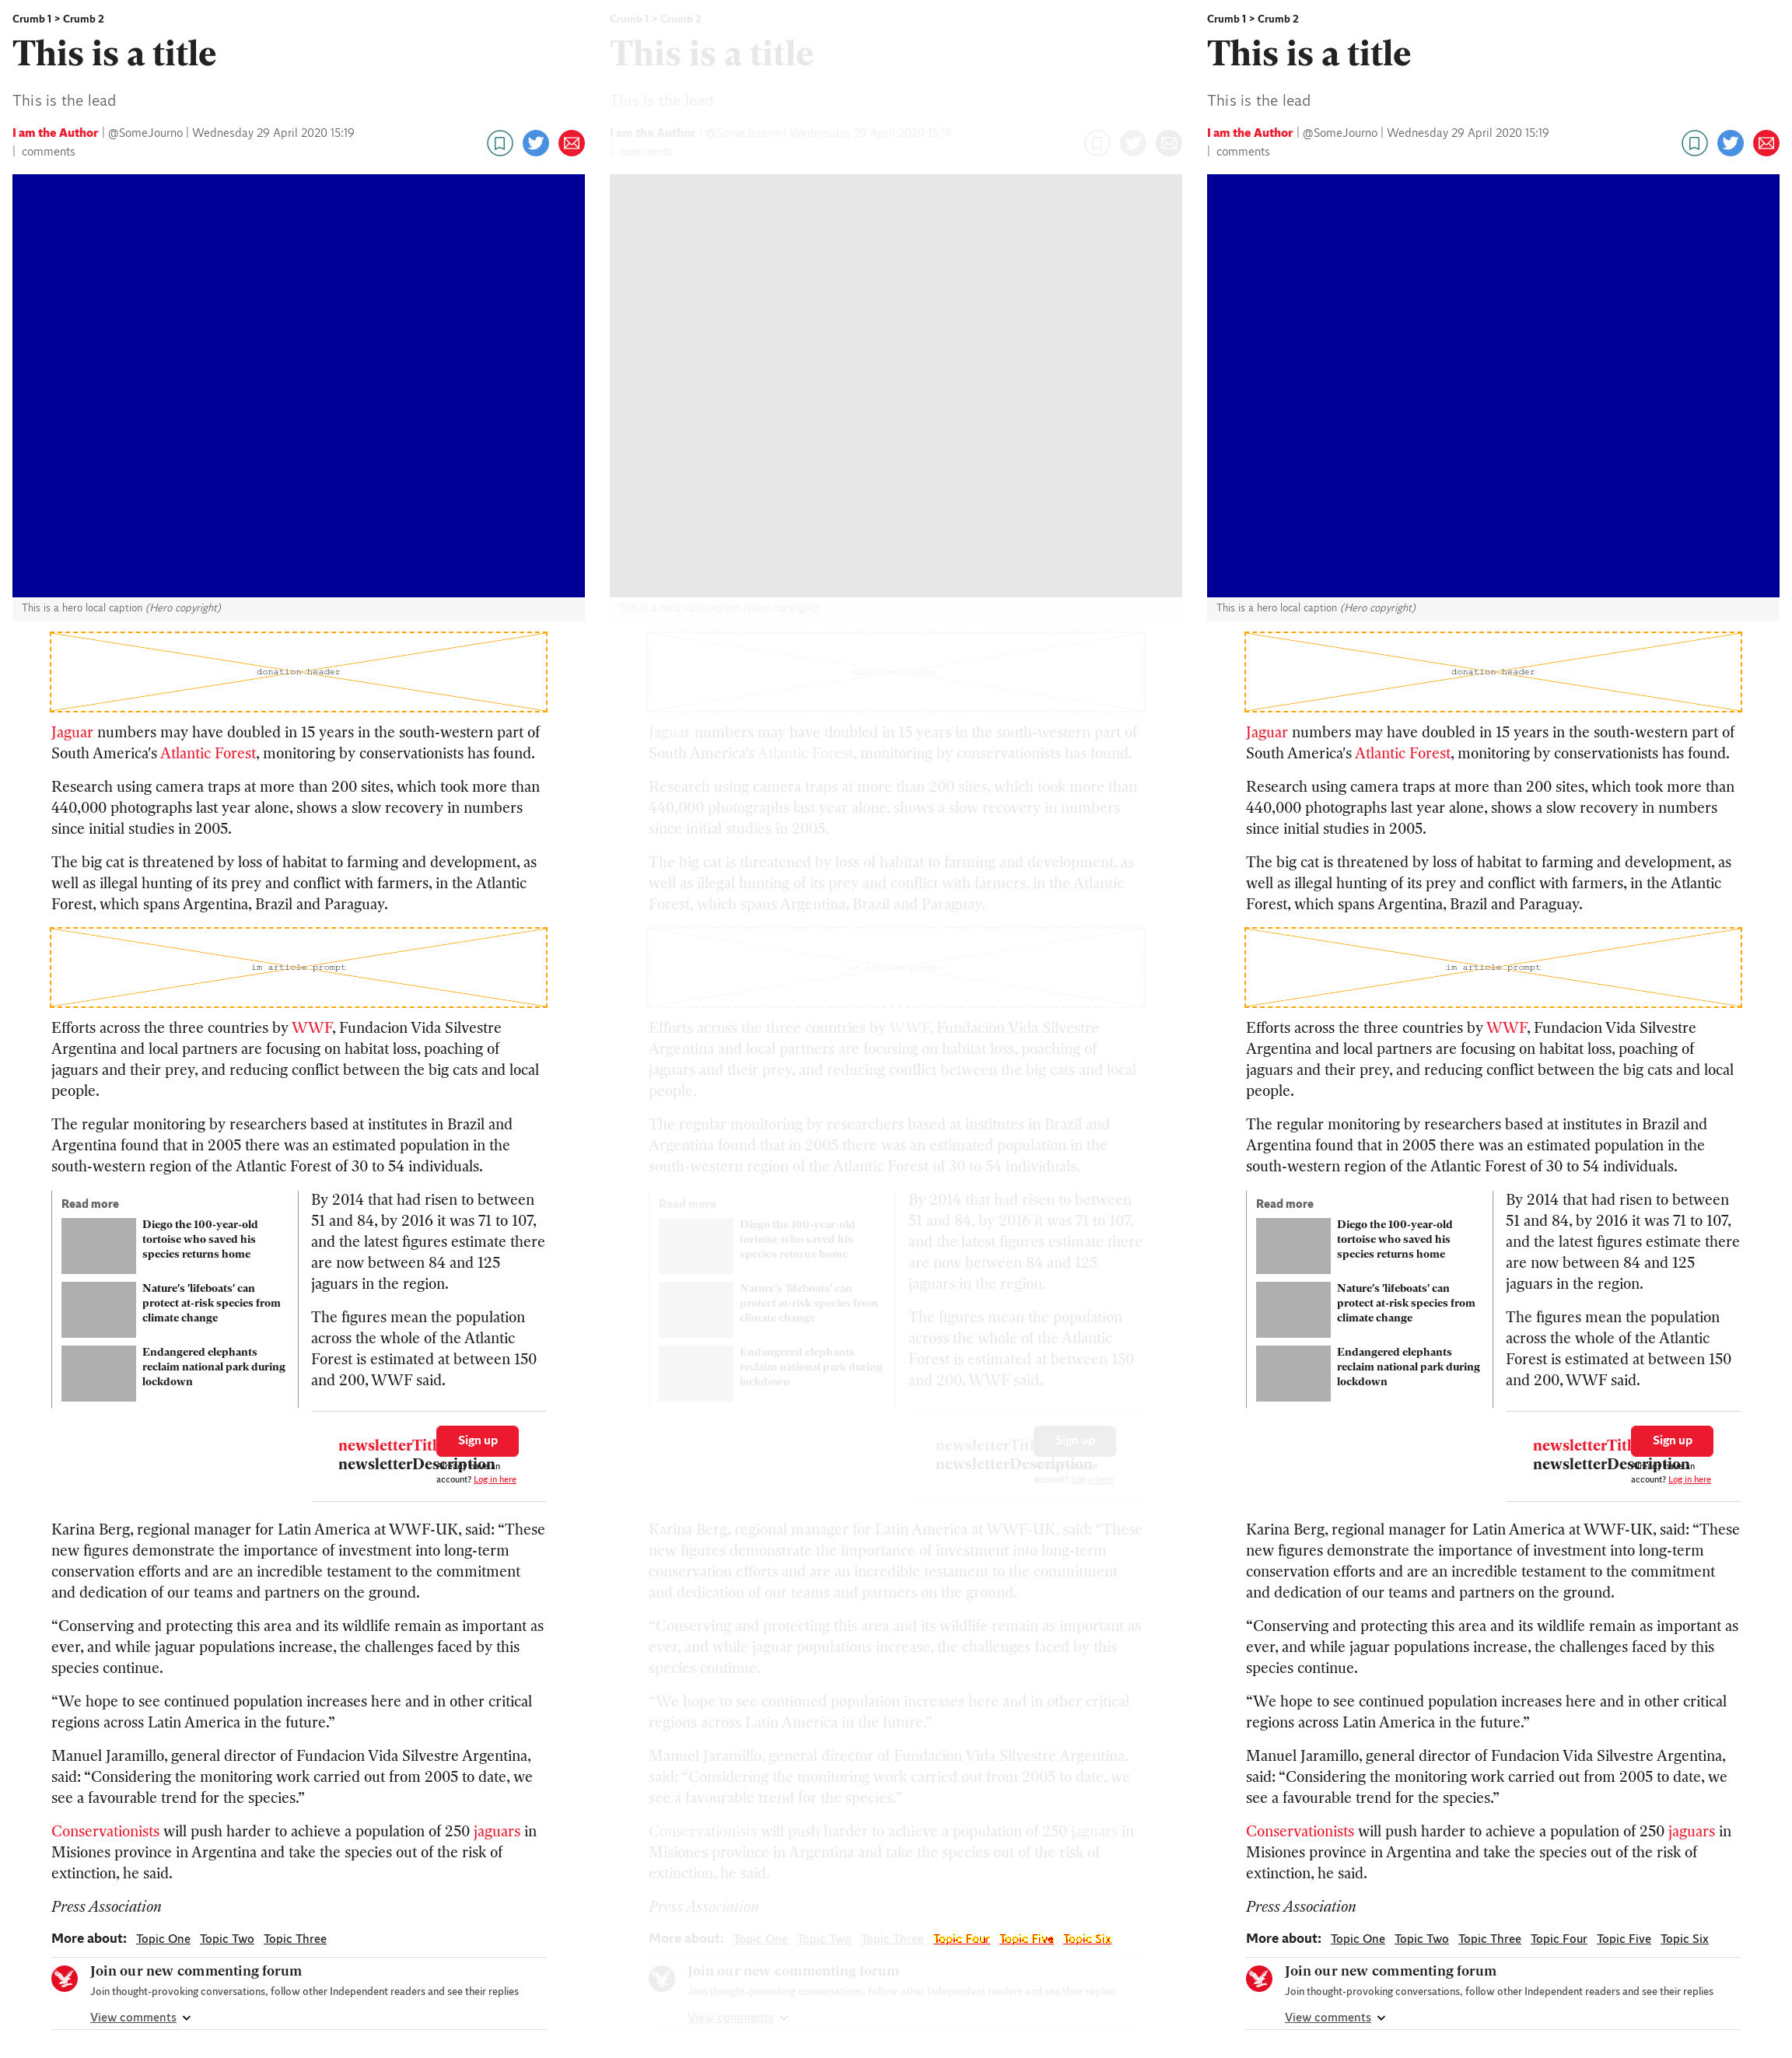 Crumb 1 > Crumb 2
This is a title
This is the lead
I am the Author | @SomeJourno | Wednesday 29 April 2020 15:19
| comments
This is a hero local caption (Hero copyright)
donation header
Jaguar numbers may have doubled in 15 years in the south-western part of
South America's Atlantic Forest, monitoring by conservationists has found.
Research using camera traps at more than 200 sites, which took more than
440,000 photographs last year alone, shows a slow recovery in numbers
since initial studies in 2005.
The big cat is threatened by loss of habitat to farming and development, as
well as illegal hunting of its prey and conflict with farmers, in the Atlantic
Forest, which spans Argentina, Brazil and Paraguay.
im article prompt
Efforts across the three countries by WWF, Fundacion Vida Silvestre
Argentina and local partners are focusing on habitat loss, poaching of
jaguars and their prey, and reducing conflict between the big cats and local
people.
The regular monitoring by researchers based at institutes in Brazil and
Argentina found that in 2005 there was an estimated population in the
south-western region of the Atlantic Forest of 30 to 54 individuals.
Read more
Diego the 100-year-old
tortoise who saved his
species returns home
Nature's 'lifeboats' can
protect at-risk species from
climate change
Endangered elephants
reclaim national park during
lockdown
By 2014 that had risen to between
51 and 84, by 2016 it was 71 to 107,
and the latest figures estimate there
are now between 84 and 125
jaguars in the region.
The figures mean the population
across the whole of the Atlantic
Forest is estimated at between 150
and 200, WWF said.
newsletterTitl
newsletterDescription
Sign up
an
account? Log in here
Karina Berg, regional manager for Latin America at WWF-UK, said: “These
new figures demonstrate the importance of investment into long-term
conservation efforts and are an incredible testament to the commitment
and dedication of our teams and partners on the ground.
“Conserving and protecting this area and its wildlife remain as important as
ever, and while jaguar populations increase, the challenges faced by this
species continue.
“We hope to see continued population increases here and in other critical
regions across Latin America in the future.”
Manuel Jaramillo, general director of Fundacion Vida Silvestre Argentina,
said: “Considering the monitoring work carried out from 2005 to date, we
see a favourable trend for the species.”
Conservationists will push harder to achieve a population of 250 jaguars in
Misiones province in Argentina and take the species out of the risk of
extinction, he said.
Press Association
More about: Topic One Topic Two Topic Three
Join our new commenting forum
Join thought-provoking conversations, follow other Independent readers and see their replies
View comments
Crumb 1 > Crumb 2
This is a title
This is the lead
I am the Author | @SomeJourno | Wednesday 29 April 2020 15:19
| comments
This is a hero local caption (Hero copyright)
donation header
Jaguar numbers may have doubled in 15 years in the south-western part of
South America's Atlantic Forest, monitoring by conservationists has found.
Research using camera traps at more than 200 sites, which took more than
440,000 photographs last year alone, shows a slow recovery in numbers
since initial studies in 2005.
The big cat is threatened by loss of habitat to farming and development, as
well as illegal hunting of its prey and conflict with farmers, in the Atlantic
Forest, which spans Argentina, Brazil and Paraguay.
im article prompt
Efforts across the three countries by WWF, Fundacion Vida Silvestre
Argentina and local partners are focusing on habitat loss, poaching of
jaguars and their prey, and reducing conflict between the big cats and local
people.
The regular monitoring by researchers based at institutes in Brazil and
Argentina found that in 2005 there was an estimated population in the
south-western region of the Atlantic Forest of 30 to 54 individuals.
Read more
Diego the 100-year-old
tortoise who saved his
species returns home
Nature's 'lifeboats' can
protect at-risk species from
climate change
Endangered elephants
reclaim national park during
lockdown
By 2014 that had risen to between
51 and 84, by 2016 it was 71 to 107,
and the latest figures estimate there
are now between 84 and 125
jaguars in the region.
The figures mean the population
across the whole of the Atlantic
Forest is estimated at between 150
and 200, WWF said.
newsletterTitl
newsletterDescription
Sign up
an
account? Log in here
Karina Berg, regional manager for Latin America at WWF-UK, said: “These
new figures demonstrate the importance of investment into long-term
conservation efforts and are an incredible testament to the commitment
and dedication of our teams and partners on the ground.
“Conserving and protecting this area and its wildlife remain as important as
ever, and while jaguar populations increase, the challenges faced by this
species continue.
“We hope to see continued population increases here and in other critical
regions across Latin America in the future.”
Manuel Jaramillo, general director of Fundacion Vida Silvestre Argentina,
said: “Considering the monitoring work carried out from 2005 to date, we
see a favourable trend for the species.”
Conservationists will push harder to achieve a population of 250 jaguars in
Misiones province in Argentina and take the species out of the risk of
extinction, he said.
Press Association
More about: Topic One Topic Two Topic Three Topic Four Topic Five Topic Six
Join our new commenting forum
Join thought-provoking conversations, follow other Independent readers and see their replies
View comments
Crumb 1 > Crumb 2
This is a title
This is the lead
I am the Author | @SomeJourno | Wednesday 29 April 2020 15:19
| comments
This is a hero local caption (Hero copyright)
donation header
Jaguar numbers may have doubled in 15 years in the south-western part of
South America's Atlantic Forest, monitoring by conservationists has found.
Research using camera traps at more than 200 sites, which took more than
440,000 photographs last year alone, shows a slow recovery in numbers
since initial studies in 2005.
The big cat is threatened by loss of habitat to farming and development, as
well as illegal hunting of its prey and conflict with farmers, in the Atlantic
Forest, which spans Argentina, Brazil and Paraguay.
im article prompt
Efforts across the three countries by WWF, Fundacion Vida Silvestre
Argentina and local partners are focusing on habitat loss, poaching of
jaguars and their prey, and reducing conflict between the big cats and local
people.
The regular monitoring by researchers based at institutes in Brazil and
Argentina found that in 2005 there was an estimated population in the
south-western region of the Atlantic Forest of 30 to 54 individuals.
Read more
Diego the 100-year-old
tortoise who saved his
species returns home
Nature's 'lifeboats' can
protect at-risk species from
climate change
Endangered elephants
reclaim national park during
lockdown
By 2014 that had risen to between
51 and 84, by 2016 it was 71 to 107,
and the latest figures estimate there
are now between 84 and 125
jaguars in the region.
The figures mean the population
across the whole of the Atlantic
Forest is estimated at between 150
and 200, WWF said.
newsletterTitl
newsletterDescription
Sign up
an
account? Log in here
Karina Berg, regional manager for Latin America at WWF-UK, said: “These
new figures demonstrate the importance of investment into long-term
conservation efforts and are an incredible testament to the commitment
and dedication of our teams and partners on the ground.
“Conserving and protecting this area and its wildlife remain as important as
ever, and while jaguar populations increase, the challenges faced by this
species continue.
“We hope to see continued population increases here and in other critical
regions across Latin America in the future.”
Manuel Jaramillo, general director of Fundacion Vida Silvestre Argentina,
said: “Considering the monitoring work carried out from 2005 to date, we
see a favourable trend for the species.”
Conservationists will push harder to achieve a population of 250 jaguars in
Misiones province in Argentina and take the species out of the risk of
extinction, he said.
Press Association
More about: Topic One Topic Two Topic Three Topic Four Topic Five Topic Six
Join our new commenting forum
Join thought-provoking conversations, follow other Independent readers and see their replies
View comments